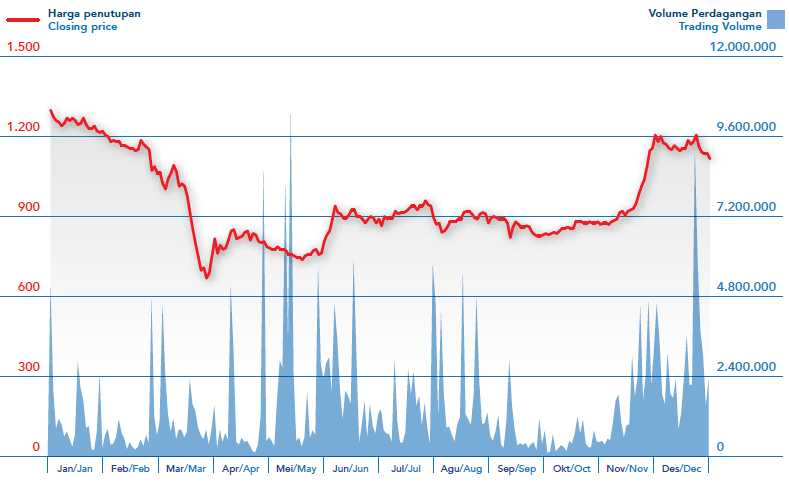 Harga penutupan
Closing price
Volume Perdagangan
Trading Volume
1.500 12.000.000
1.200 9.600.000
900 7.200.000
600 4.800.000
300 2.400.000
0 0
Jan/Jan Feb/Feb Mar/Mar Apr/Apr Mei/May Jun/Jun Jul/Jul Agu/Aug Sep/Sep Okt/Oct Nov/Nov Des/Dec